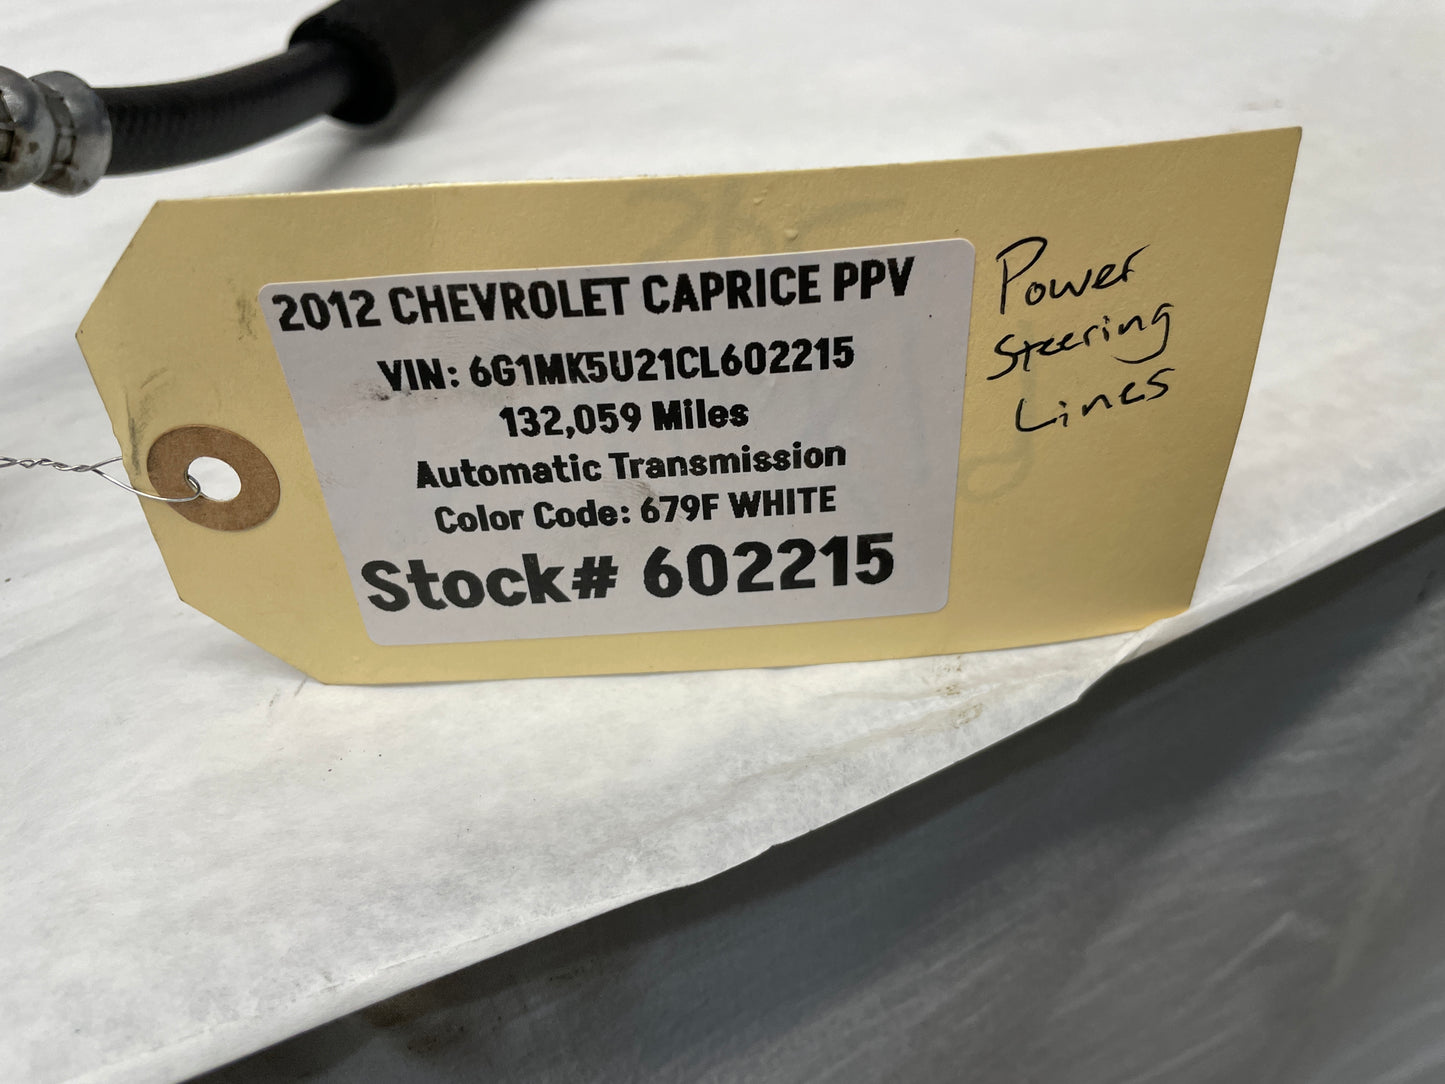 2012 CHEVROLET CAPRICE PPV
VIN: 6G1MK5U21CL602215
132,059 Miles
Automatic Transmission
Color Code: 679F WHITE
Stock# 602215
Power
Steering
Lines